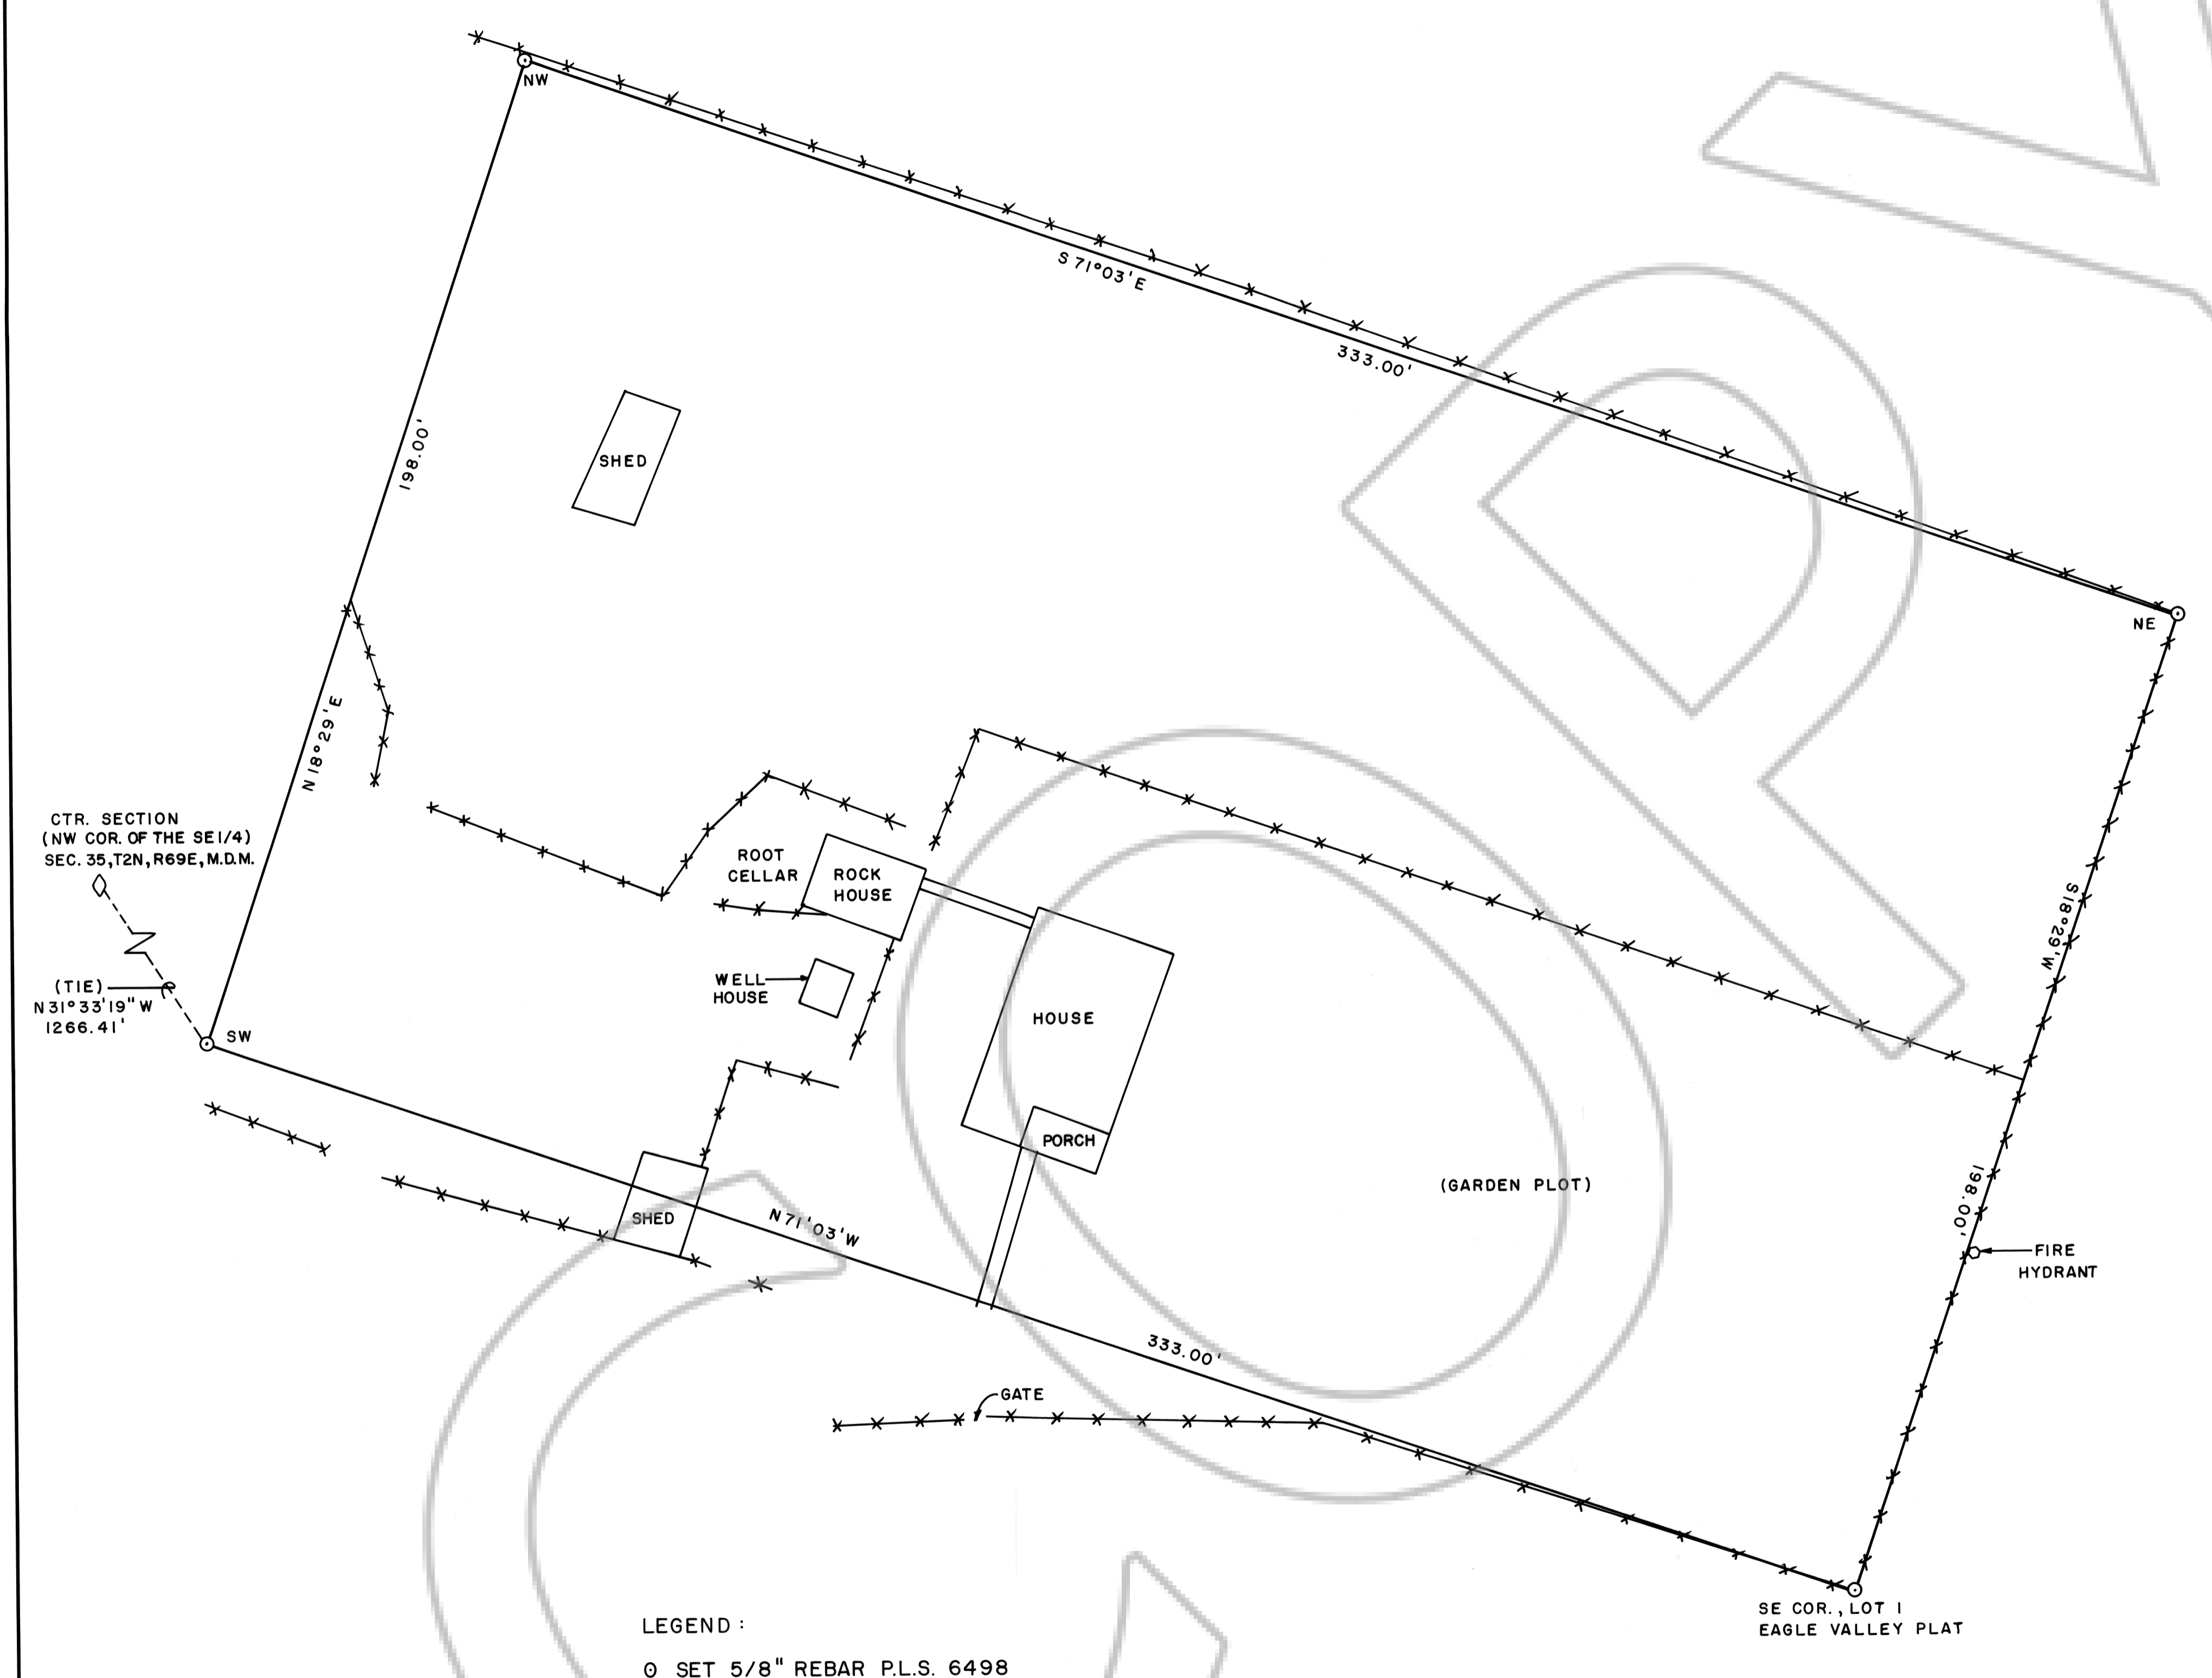 NW
S 71°03'E
333.00'
198.00'
SHED
NE
N 18°29'E
CTR. SECTION
(NW COR. OF THE SE1/4)
SEC. 35, T2N, R69E, M.D.M.
ROOT
CELLAR
ROCK
HOUSE
S18°29'W
(TIE)
N31°33'19"W
1266.41'
SW
WELL
HOUSE
HOUSE
PORCH
(GARDEN PLOT)
198.00'
SHED
N 71'03'W
FIRE
HYDRANT
333.00'
GATE
SE COR., LOT 1
EAGLE VALLEY PLAT
LEGEND :
SET 5/8" REBAR P.L.S. 6498